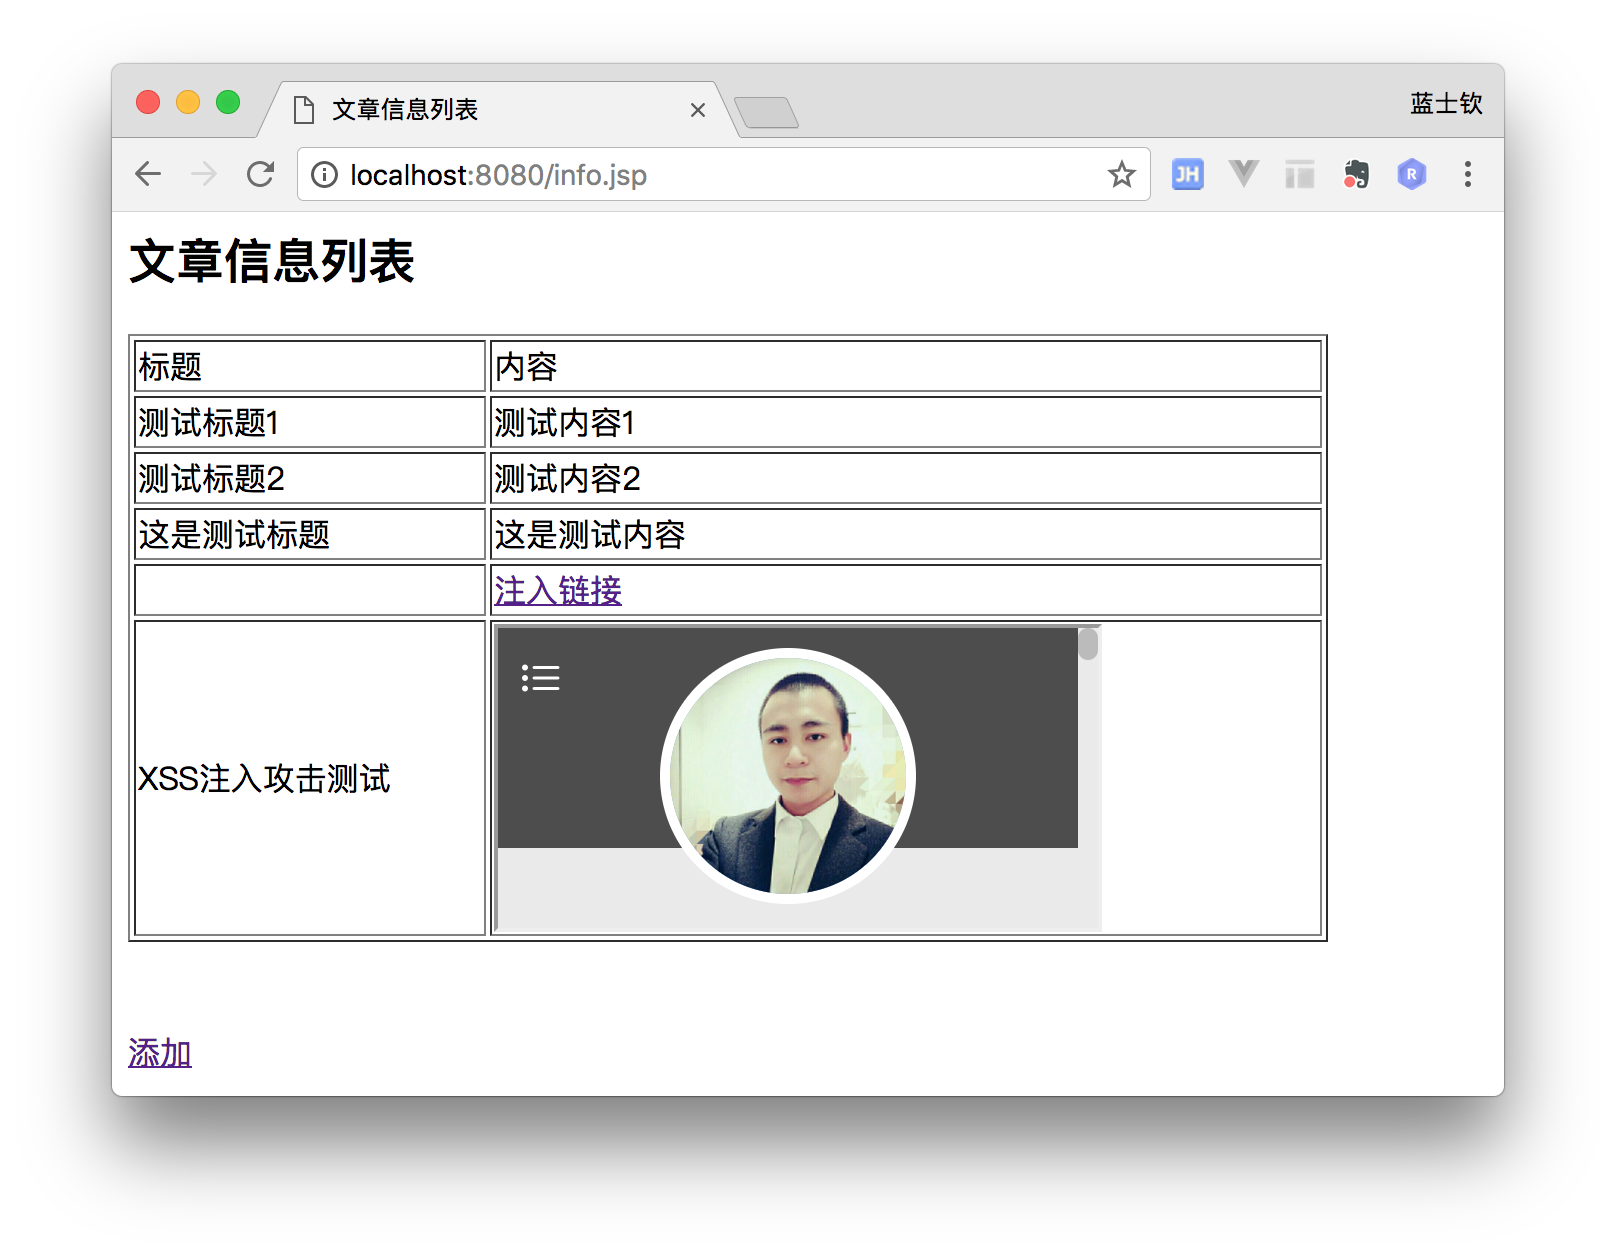 文章信息列表
蓝士钦
localhost:8080/info.jsp
JH
R
文章信息列表
标题 内容
测试标题1 测试内容1
测试标题2 测试内容2
这是测试标题 这是测试内容
注入链接
XSS注入攻击测试
添加